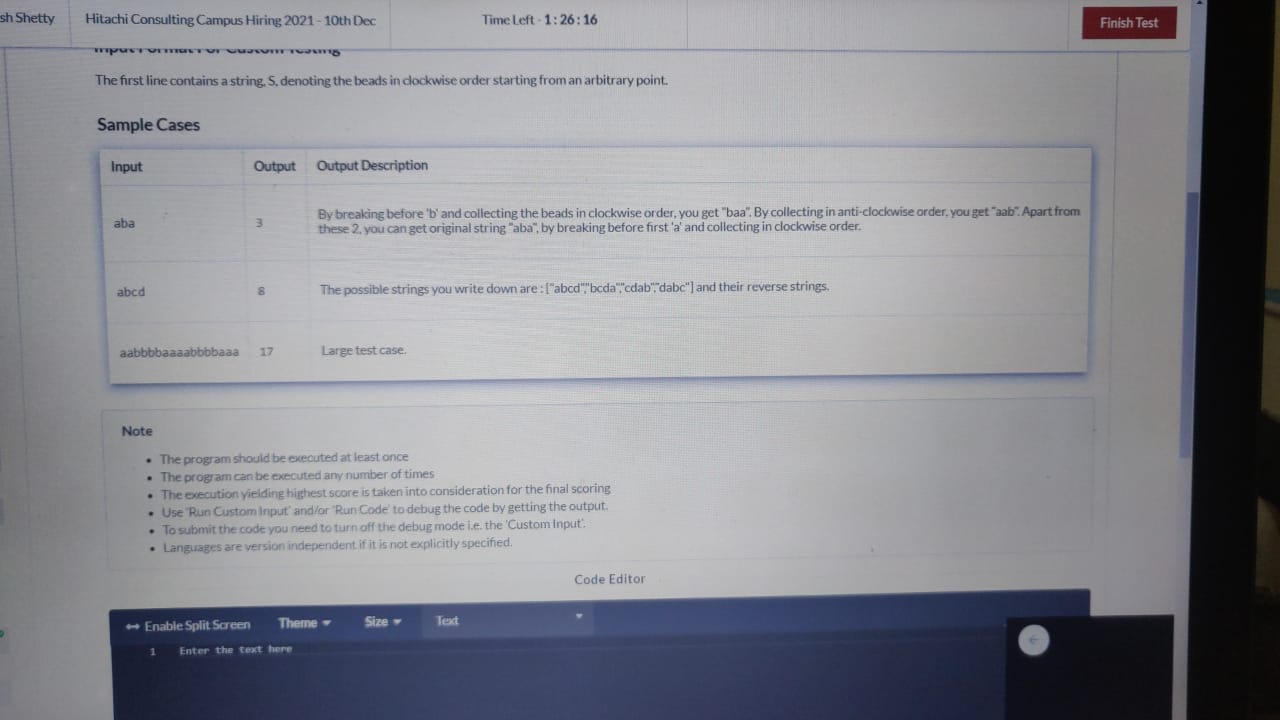 sh Shetty
Hitachi Consulting Campus Hiring 2021 - 10th Dec
Time Left - 1 : 26 : 16
Finish Test
Input Format For Custom Testing
The first line contains a string, S, denoting the beads in clockwise order starting from an arbitrary point.
Sample Cases
Input Output Output Description
aba 3 By breaking before 'b' and collecting the beads in clockwise order, you get "baa". By collecting in anti-clockwise order, you get "aab". Apart from
these 2, you can get original string "aba", by breaking before first 'a' and collecting in clockwise order.
abcd 8 The possible strings you write down are : ["abcd","bcda","cdab","dabc"] and their reverse strings.
aabbbbaaaabbbbaaa 17 Large test case.
Note
• The program should be executed at least once
• The program can be executed any number of times
• The execution yielding highest score is taken into consideration for the final scoring
• Use 'Run Custom Input' and/or 'Run Code' to debug the code by getting the output.
• To submit the code you need to turn off the debug mode i.e. the 'Custom Input'.
• Languages are version independent if it is not explicitly specified.
Code Editor
Enable Split Screen Theme Size Text
1 Enter the text here